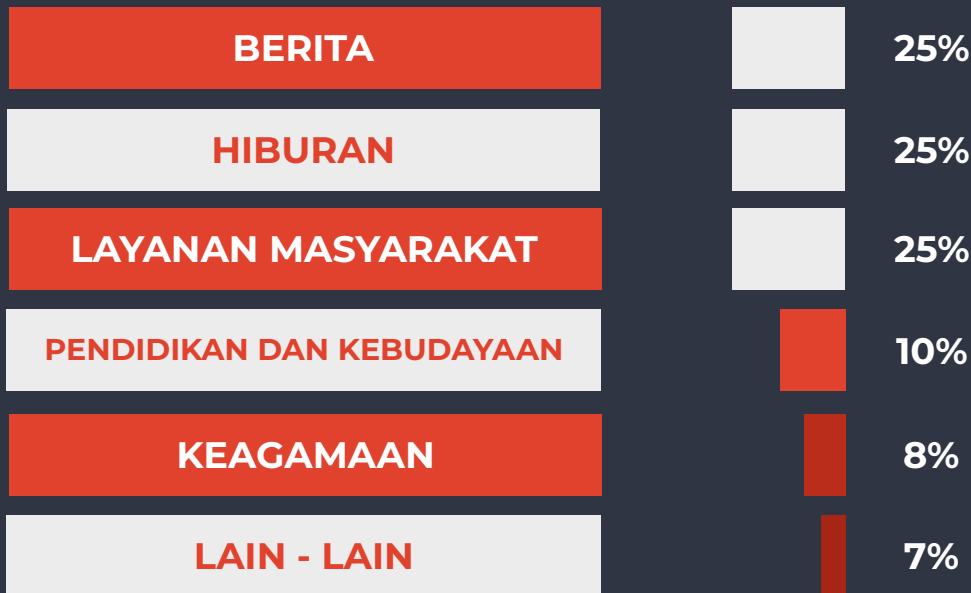 BERITA 25%
HIBURAN 25%
LAYANAN MASYARAKAT 25%
PENDIDIKAN DAN KEBUDAYAAN 10%
KEAGAMAAN 8%
LAIN - LAIN 7%